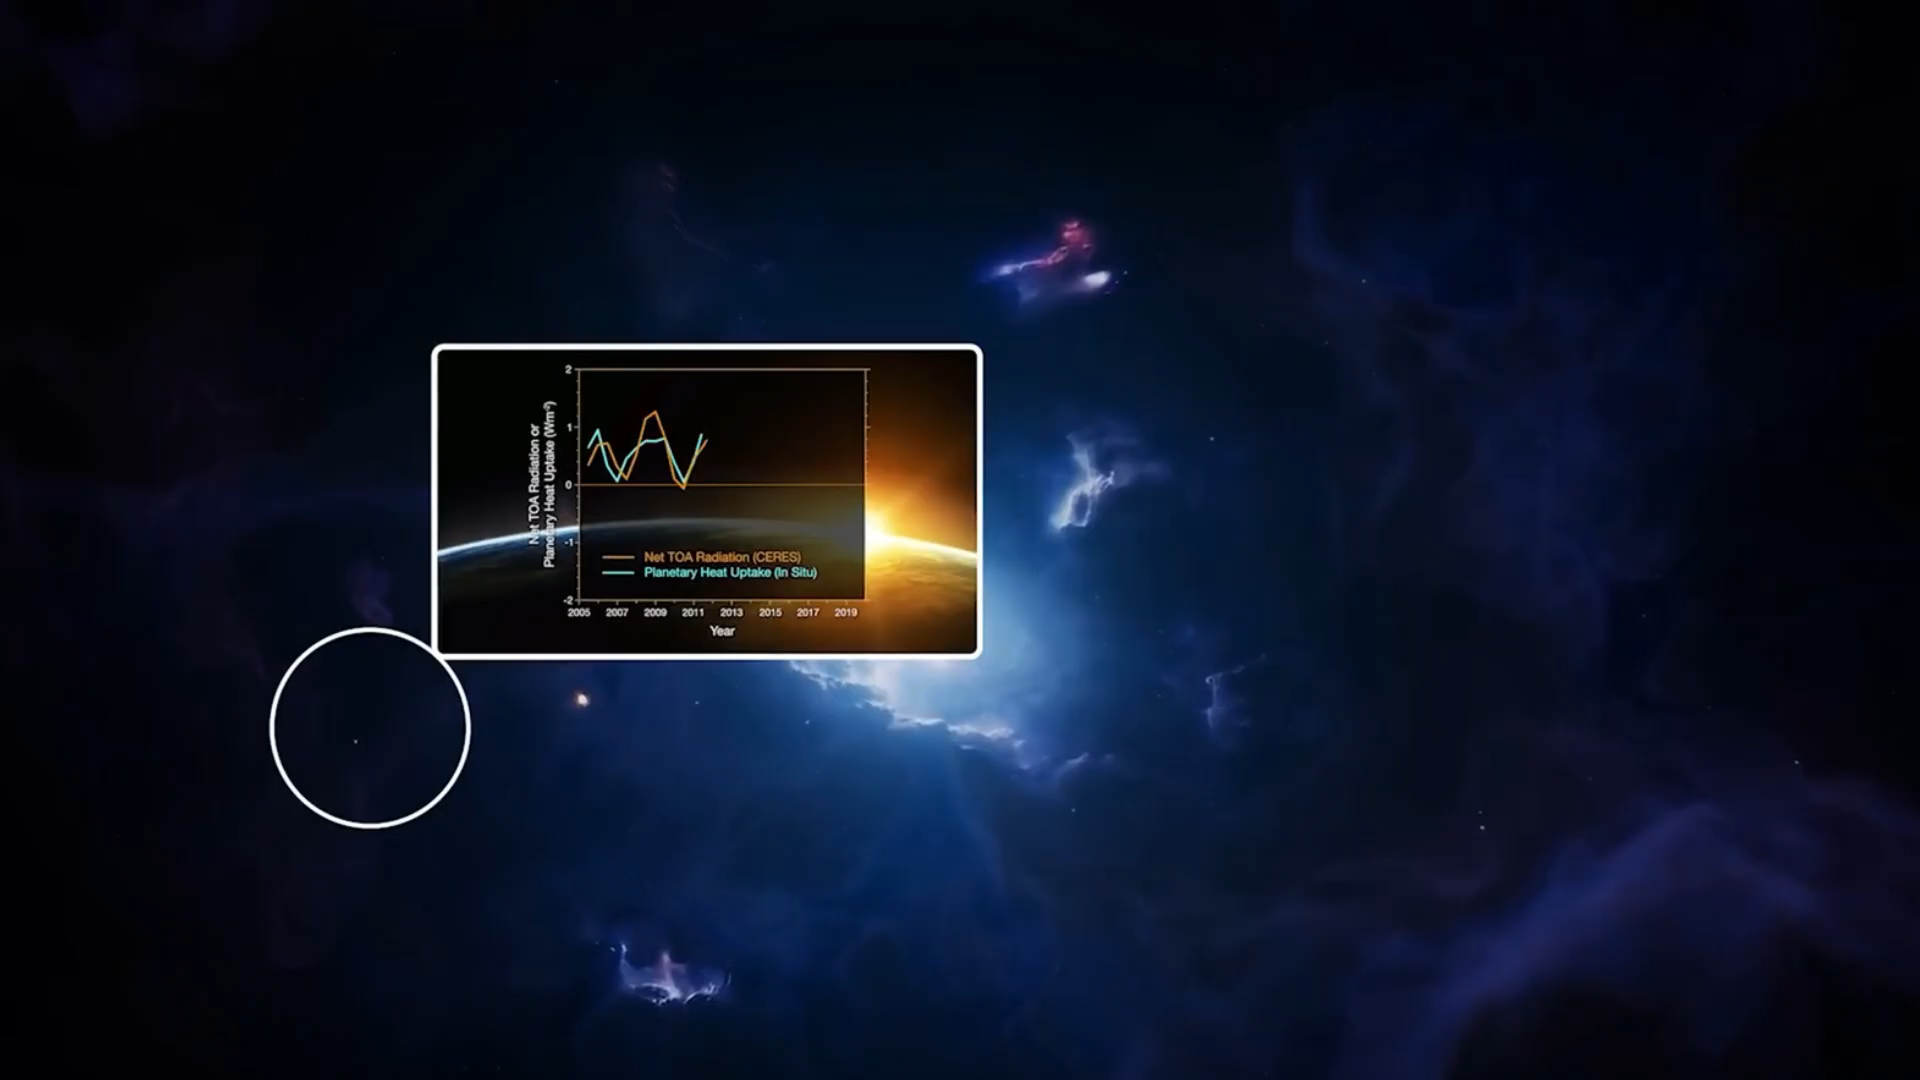 Net TOA Radiation or
Planetary Heat Uptake (Wm⁻²)
2
1
0
-1
-2
Net TOA Radiation (CERES)
Planetary Heat Uptake (In Situ)
2005 2007 2009 2011 2013 2015 2017 2019
Year